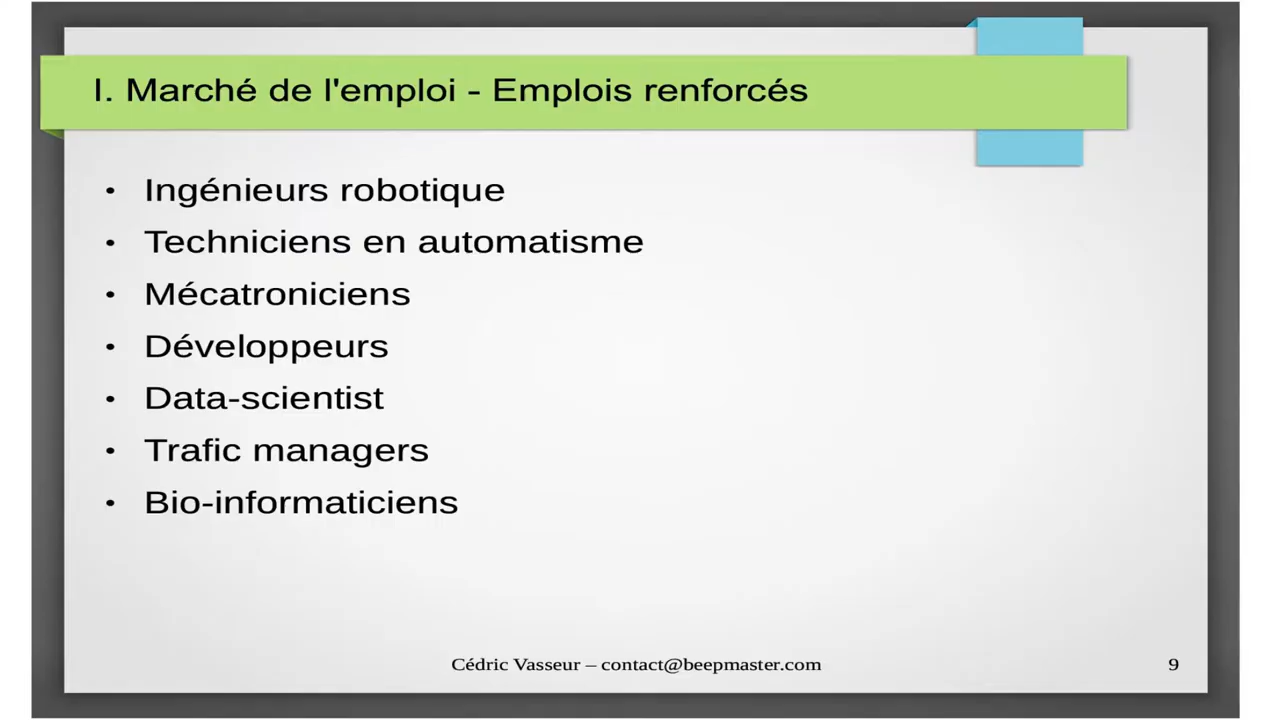 I. Marché de l'emploi - Emplois renforcés
• Ingénieurs robotique
• Techniciens en automatisme
• Mécatroniciens
• Développeurs
• Data-scientist
• Trafic managers
• Bio-informaticiens
Cédric Vasseur – contact@beepmaster.com
9